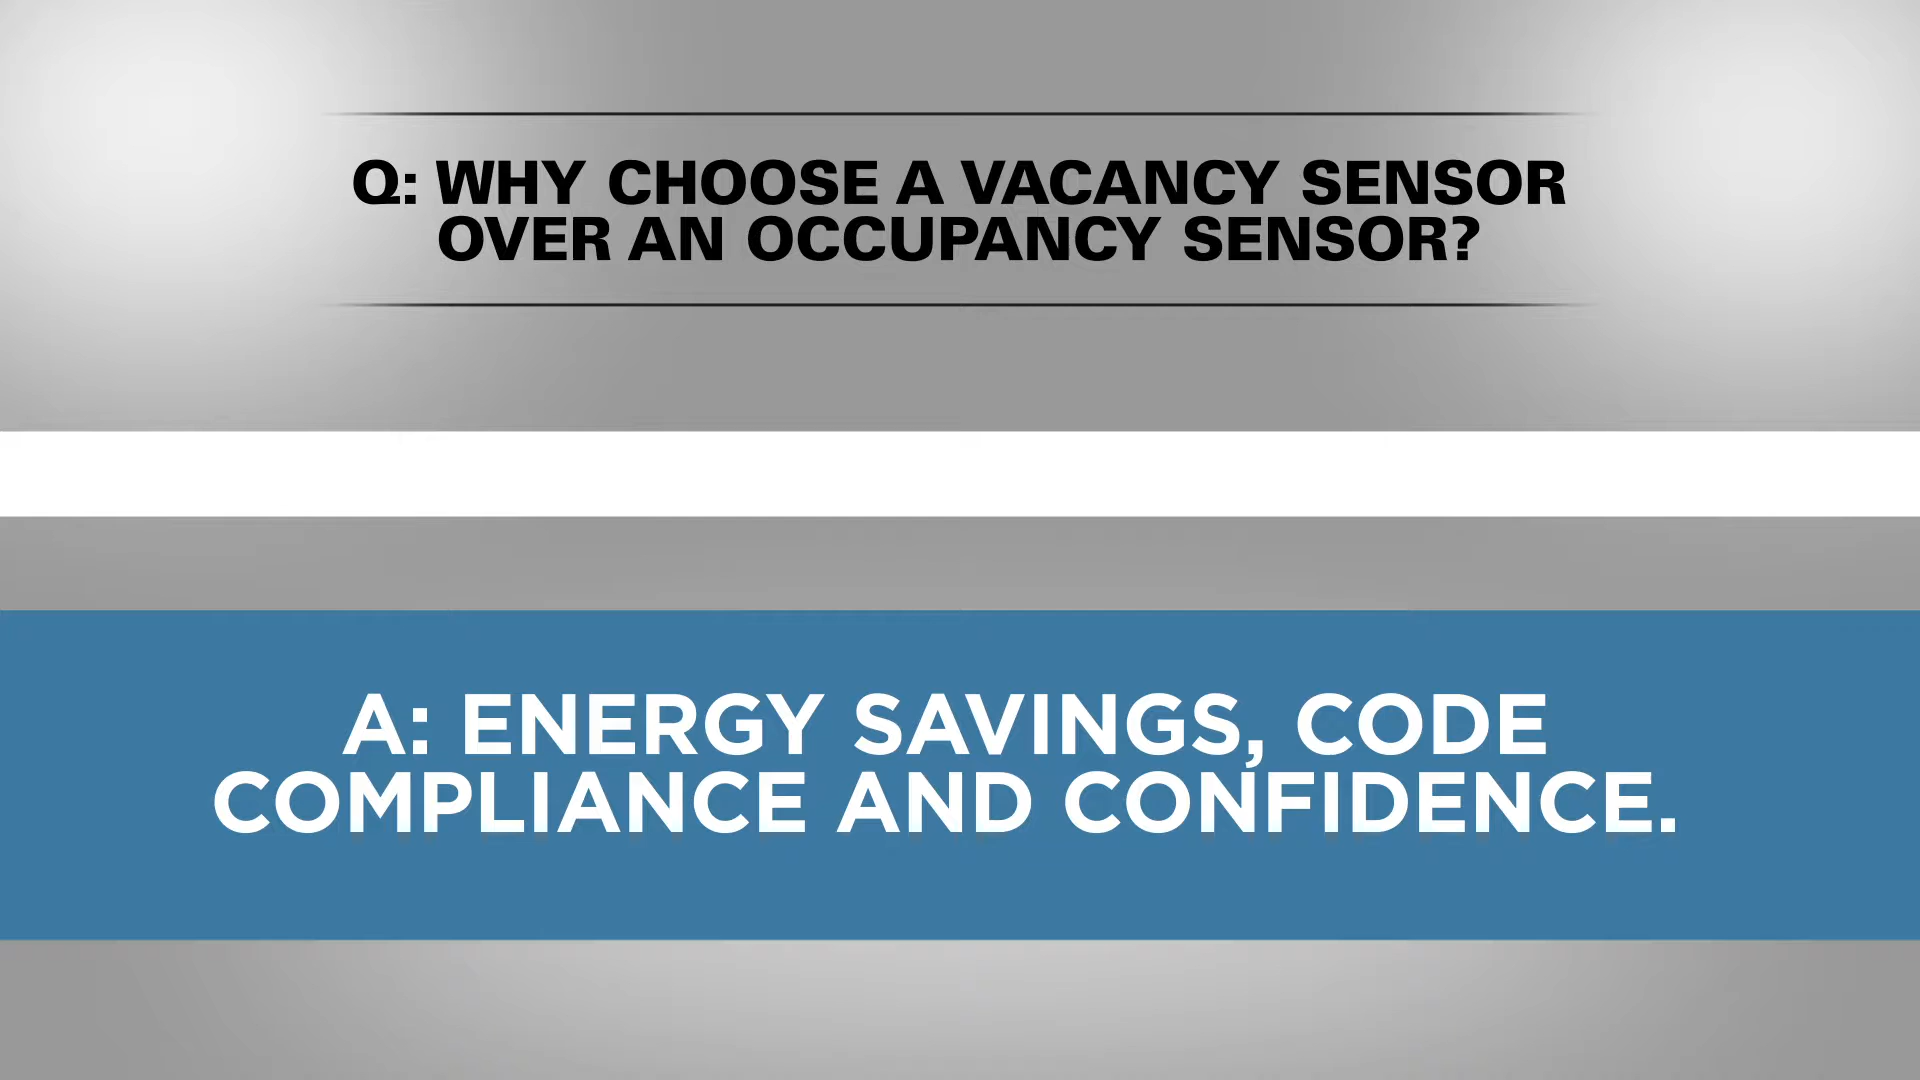 Q: WHY CHOOSE A VACANCY SENSOR
OVER AN OCCUPANCY SENSOR?
A: ENERGY SAVINGS, CODE
COMPLIANCE AND CONFIDENCE.